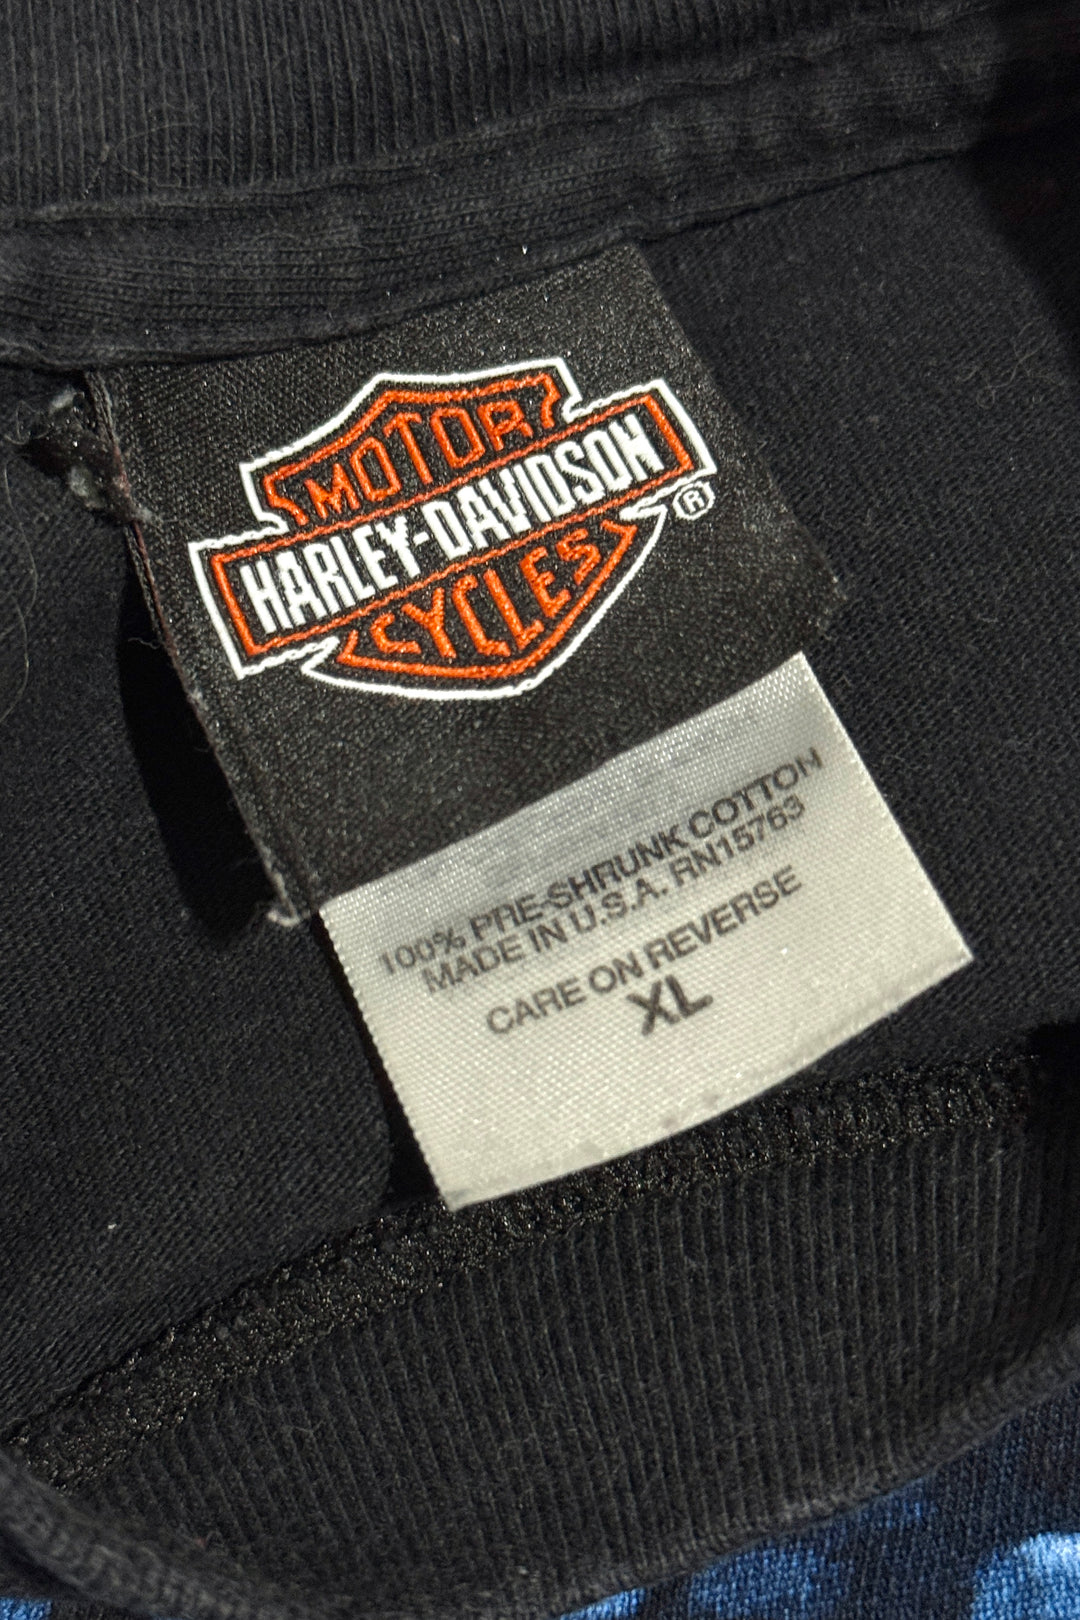 MOTOR
HARLEY-DAVIDSON
CYCLES
®
100% PRE-SHRUNK COTTON
MADE IN U.S.A. RN15763
CARE ON REVERSE
XL